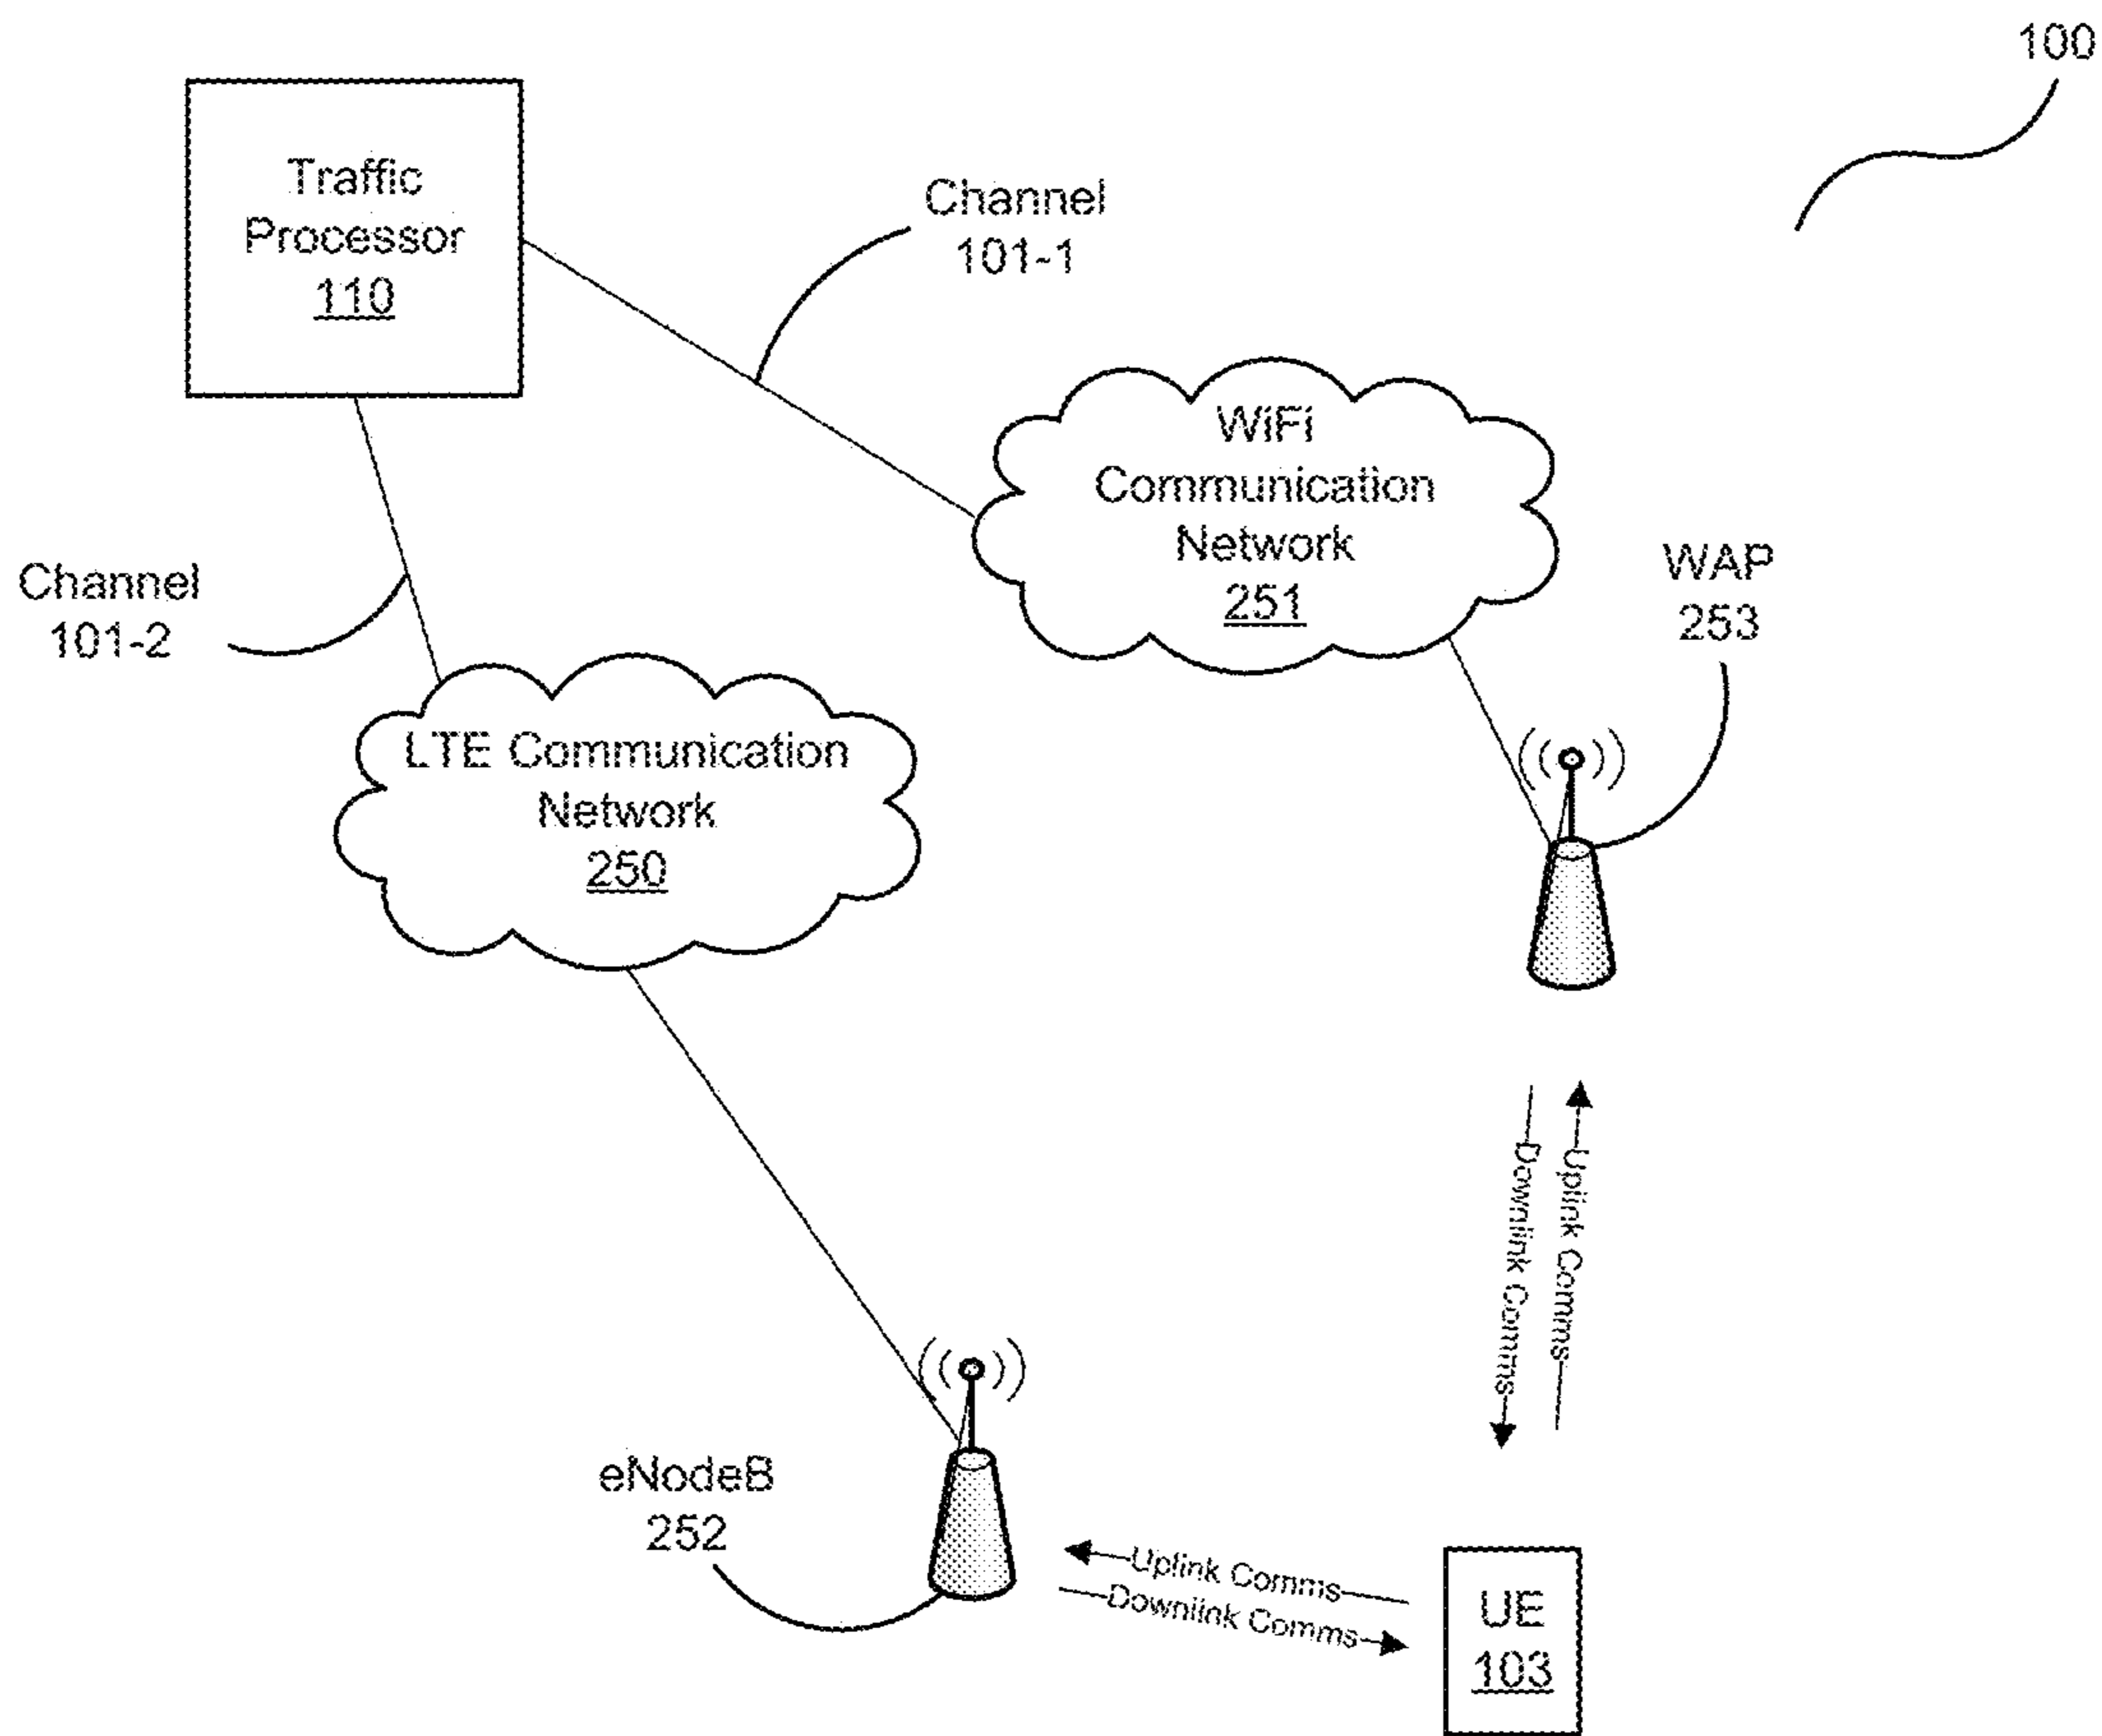 100
Traffic
Processor
110
Channel
101-1
WiFi
Communication
Network
251
WAP
253
Channel
101-2
LTE Communication
Network
250
Downlink Comms
Uplink Comms
eNodeB
252
Uplink Comms
Downlink Comms
UE
103